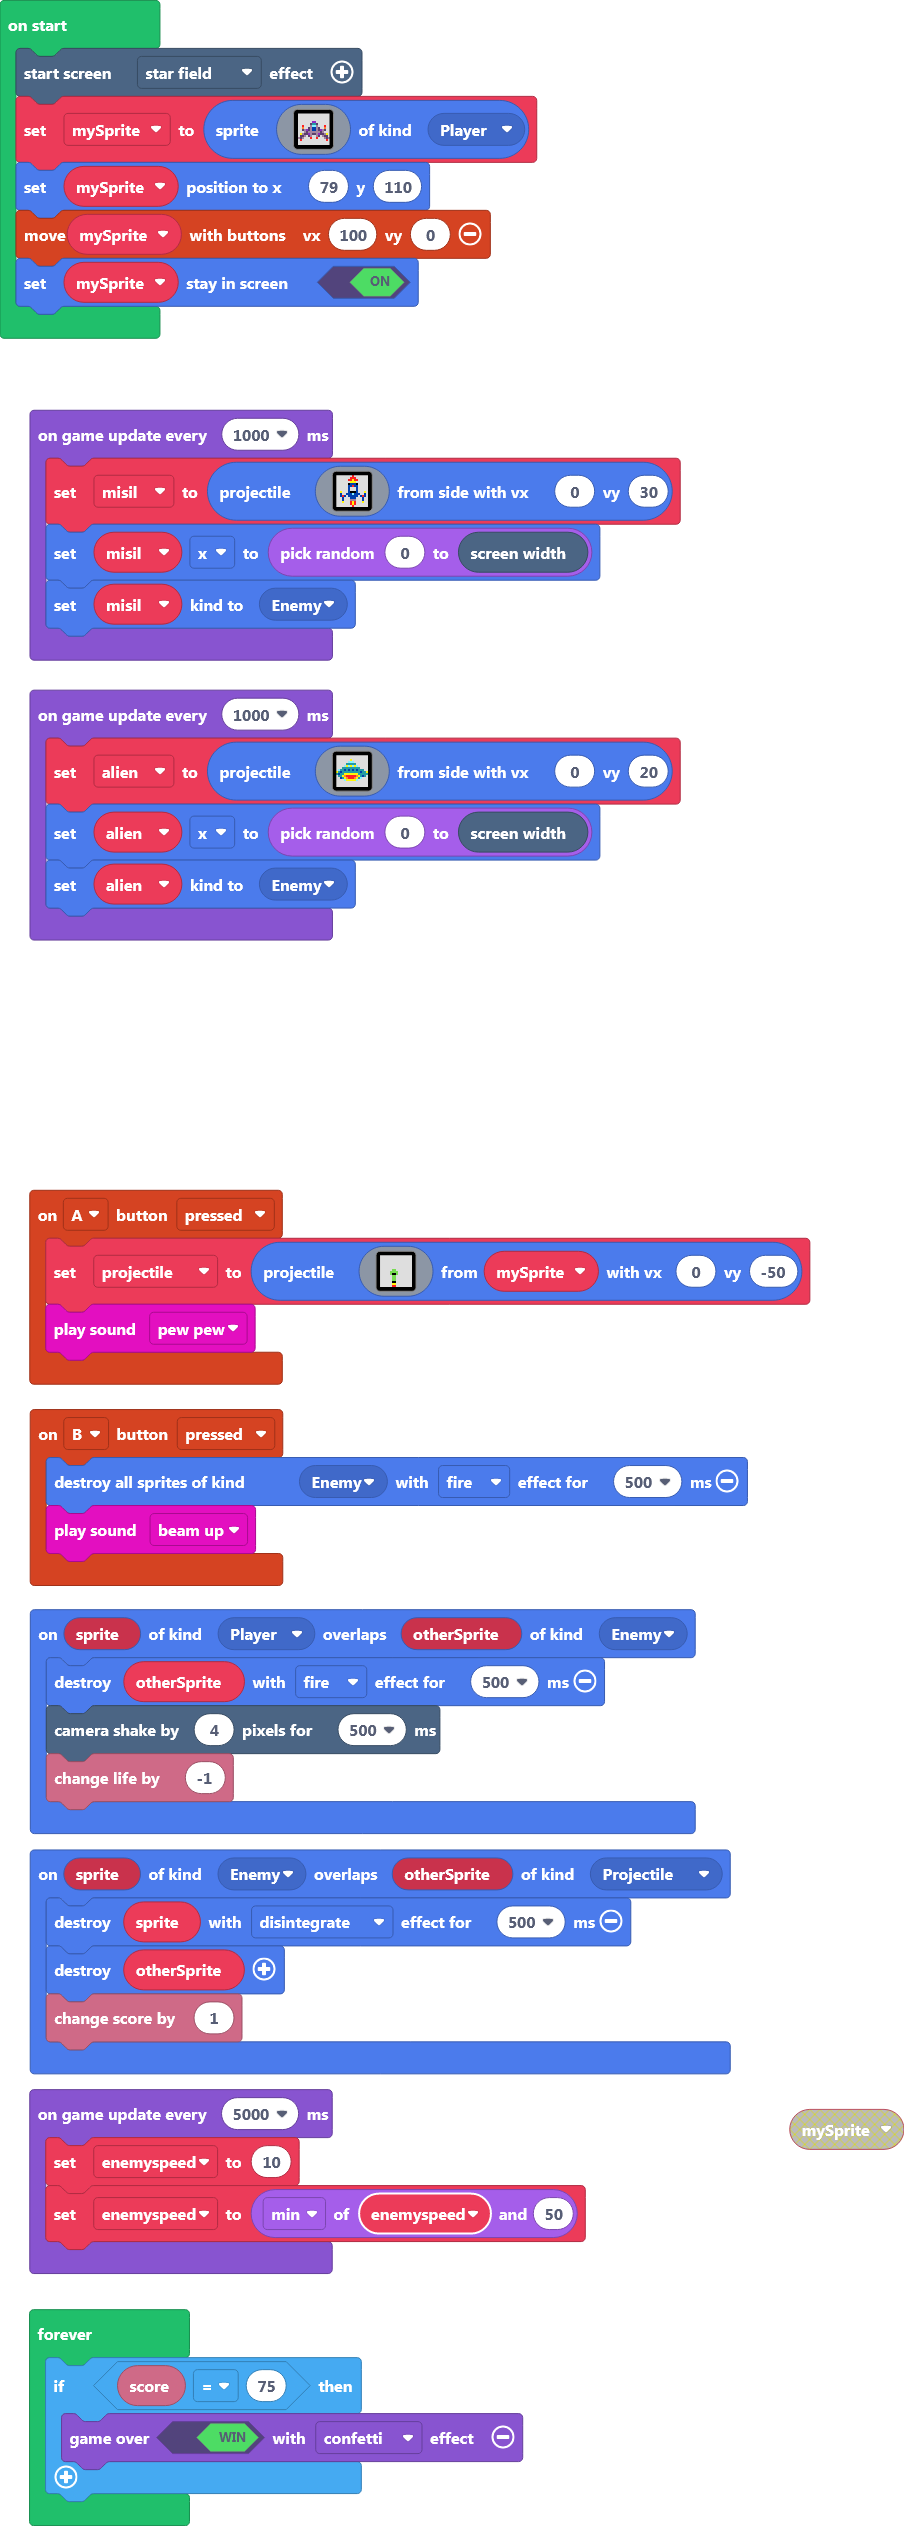 on start
start screen star field effect
set mySprite to sprite of kind Player
set mySprite position to x 79 y 110
move mySprite with buttons vx 100 vy 0
set mySprite stay in screen ON
on game update every 1000 ms
set misil to projectile from side with vx 0 vy 30
set misil x to pick random 0 to screen width
set misil kind to Enemy
on game update every 1000 ms
set alien to projectile from side with vx 0 vy 20
set alien x to pick random 0 to screen width
set alien kind to Enemy
on A button pressed
set projectile to projectile from mySprite with vx 0 vy -50
play sound pew pew
on B button pressed
destroy all sprites of kind Enemy with fire effect for 500 ms
play sound beam up
on sprite of kind Player overlaps otherSprite of kind Enemy
destroy otherSprite with fire effect for 500 ms
camera shake by 4 pixels for 500 ms
change life by -1
on sprite of kind Enemy overlaps otherSprite of kind Projectile
destroy sprite with disintegrate effect for 500 ms
destroy otherSprite
change score by 1
on game update every 5000 ms
mySprite
set enemyspeed to 10
set enemyspeed to min of enemyspeed and 50
forever
if score = 75 then
game over WIN with confetti effect